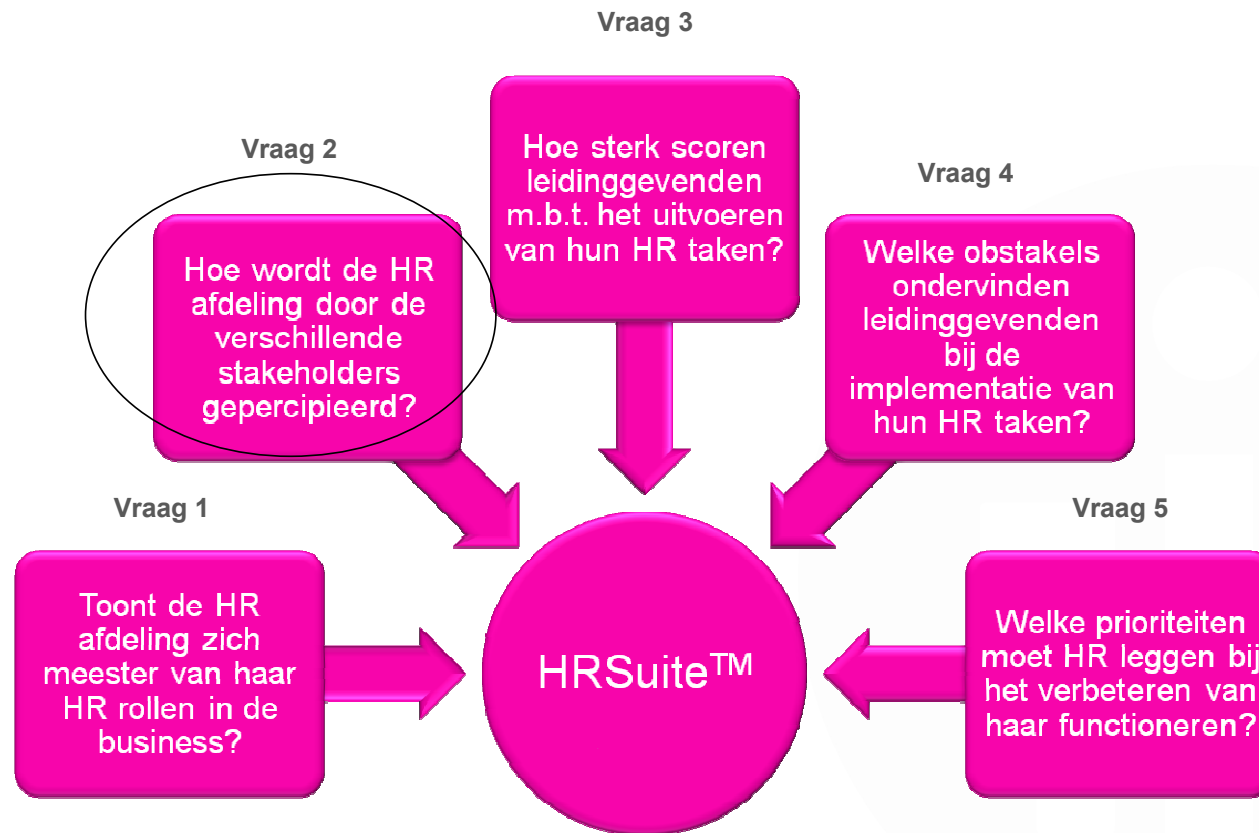 Vraag 3
Hoe sterk scoren
leidinggevenden
m.b.t. het uitvoeren
van hun HR taken?
Vraag 2
Hoe wordt de HR
afdeling door de
verschillende
stakeholders
gepercipieerd?
Vraag 4
Welke obstakels
ondervinden
leidinggevenden
bij de
implementatie van
hun HR taken?
Vraag 1
Toont de HR
afdeling zich
meester van haar
HR rollen in de
business?
HRSuite™
Vraag 5
Welke prioriteiten
moet HR leggen bij
het verbeteren van
haar functioneren?